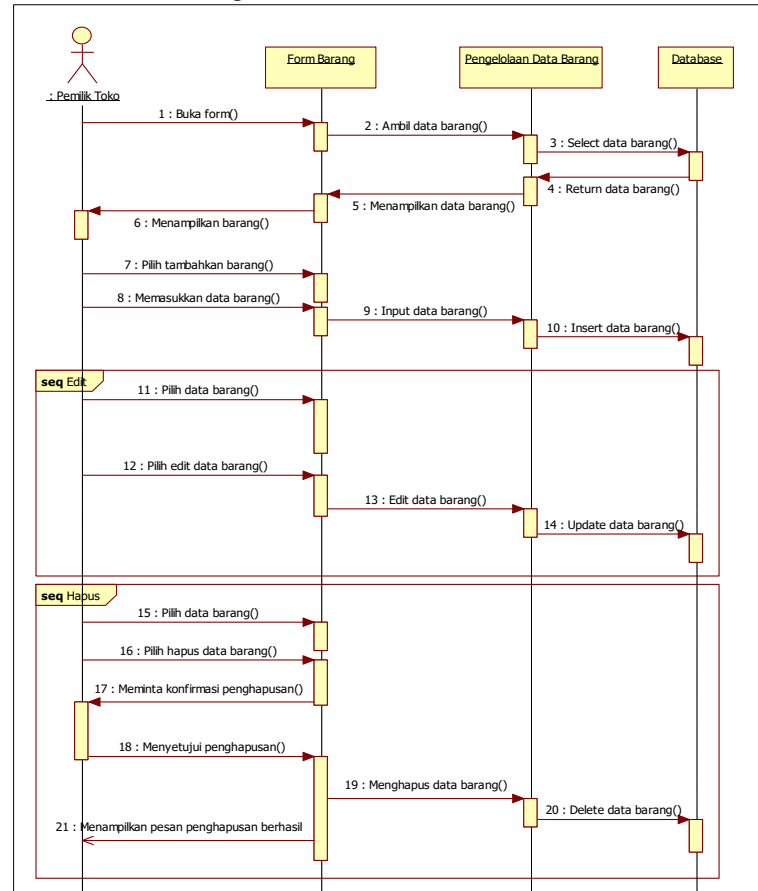 : Pemilik Toko
Form Barang
Pengelolaan Data Barang
Database
1 : Buka form()
2 : Ambil data barang()
3 : Select data barang()
4 : Return data barang()
5 : Menampilkan data barang()
6 : Menampilkan barang()
7 : Pilih tambahkan barang()
8 : Memasukkan data barang()
9 : Input data barang()
10 : Insert data barang()
seq Edit
11 : Pilih data barang()
12 : Pilih edit data barang()
13 : Edit data barang()
14 : Update data barang()
seq Hapus
15 : Pilih data barang()
16 : Pilih hapus data barang()
17 : Meminta konfirmasi penghapusan()
18 : Menyetujui penghapusan()
19 : Menghapus data barang()
20 : Delete data barang()
21 : Menampilkan pesan penghapusan berhasil